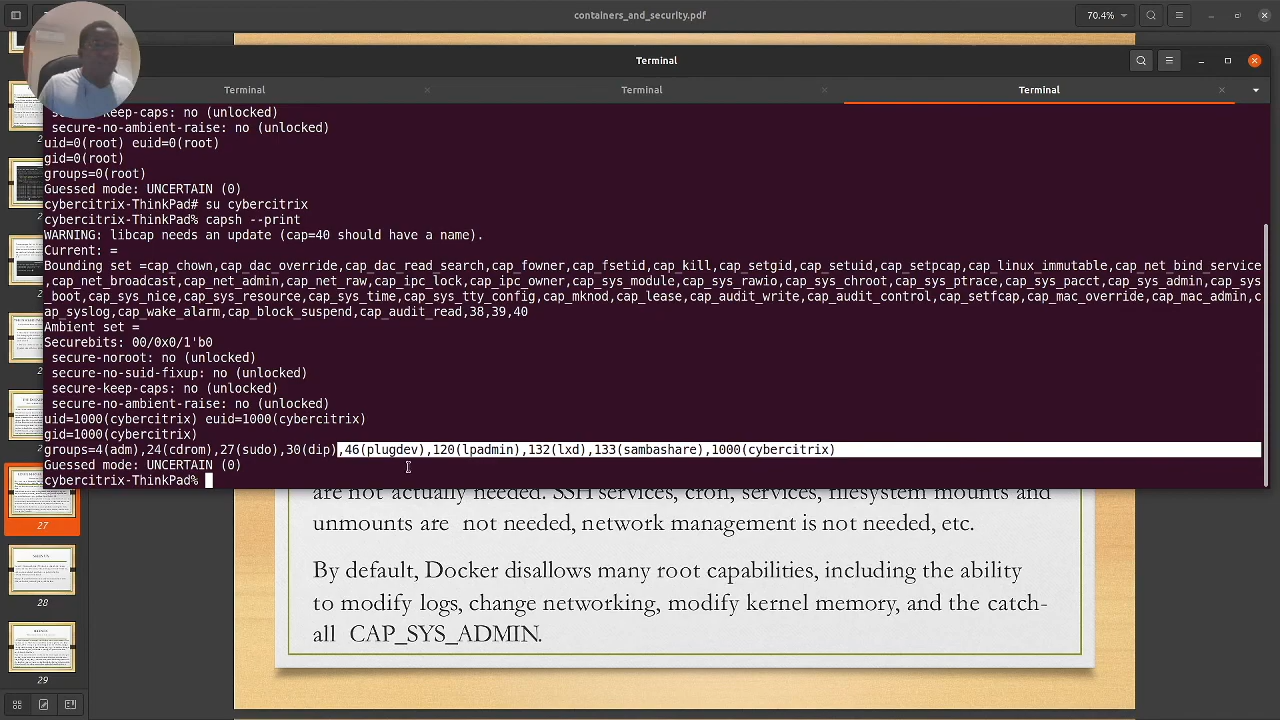 containers_and_security.pdf
70.4%
Terminal
Terminal
Terminal
Terminal
secure-keep-caps: no (unlocked)
secure-no-ambient-raise: no (unlocked)
uid=0(root) euid=0(root)
gid=0(root)
groups=0(root)
Guessed mode: UNCERTAIN (0)
cybercitrix-ThinkPad# su cybercitrix
cybercitrix-ThinkPad% capsh --print
WARNING: libcap needs an update (cap=40 should have a name).
Current: =
Bounding set =cap_chown,cap_dac_override,cap_dac_read_search,cap_fowner,cap_fsetid,cap_kill,cap_setgid,cap_setuid,cap_setpcap,cap_linux_immutable,cap_net_bind_service
,cap_net_broadcast,cap_net_admin,cap_net_raw,cap_ipc_lock,cap_ipc_owner,cap_sys_module,cap_sys_rawio,cap_sys_chroot,cap_sys_ptrace,cap_sys_pacct,cap_sys_admin,cap_sys
_boot,cap_sys_nice,cap_sys_resource,cap_sys_time,cap_sys_tty_config,cap_mknod,cap_lease,cap_audit_write,cap_audit_control,cap_setfcap,cap_mac_override,cap_mac_admin,c
ap_syslog,cap_wake_alarm,cap_block_suspend,cap_audit_read,38,39,40
Ambient set =
Securebits: 00/0x0/1'b0
secure-noroot: no (unlocked)
secure-no-suid-fixup: no (unlocked)
secure-keep-caps: no (unlocked)
secure-no-ambient-raise: no (unlocked)
uid=1000(cybercitrix) euid=1000(cybercitrix)
gid=1000(cybercitrix)
groups=4(adm),24(cdrom),27(sudo),30(dip),46(plugdev),120(lpadmin),132(lxd),133(sambashare),1000(cybercitrix)
Guessed mode: UNCERTAIN (0)
cybercitrix-ThinkPad%
are not actually needed. SSH services, cron, services, filesystem mounts and
unmounts are not needed, network management is not needed, etc.
By default, Docker disallows many root capabilities, including the ability
to modify logs, change networking, modify kernel memory, and the catch-
all CAP_SYS_ADMIN.
27
28
29